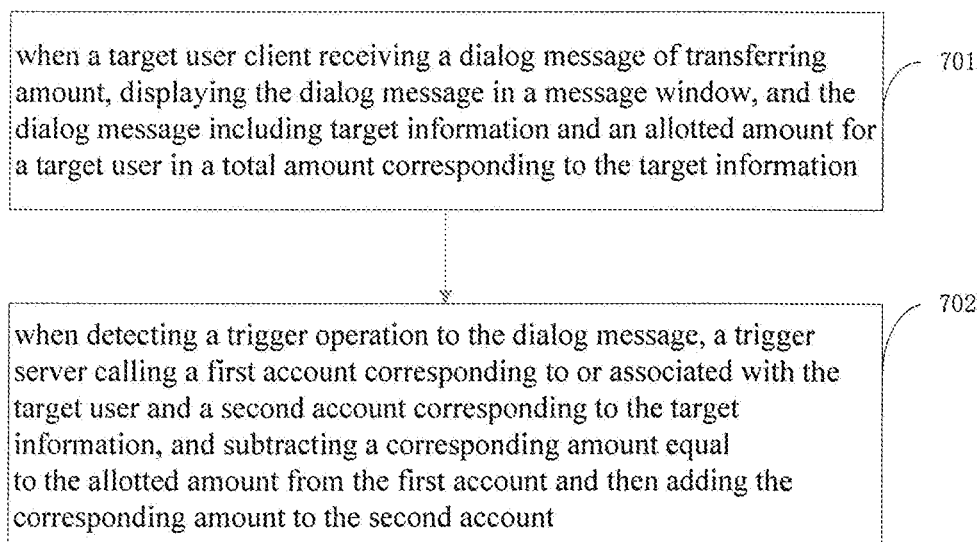 when a target user client receiving a dialog message of transferring
701
amount, displaying the dialog message in a message window, and the
dialog message including target information and an allotted amount for
a target user in a total amount corresponding to the target information
702
when detecting a trigger operation to the dialog message, a trigger
server calling a first account corresponding to or associated with the
target user and a second account corresponding to the target
information, and subtracting a corresponding amount equal
to the allotted amount from the first account and then adding the
corresponding amount to the second account